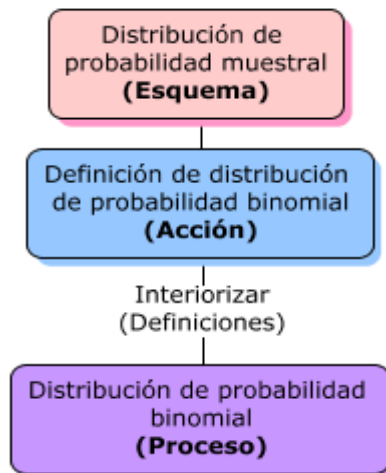 Distribución de
probabilidad muestral
(Esquema)
Definición de distribución
de probabilidad binomial
(Acción)
Interiorizar
(Definiciones)
Distribución de probabilidad
binomial
(Proceso)